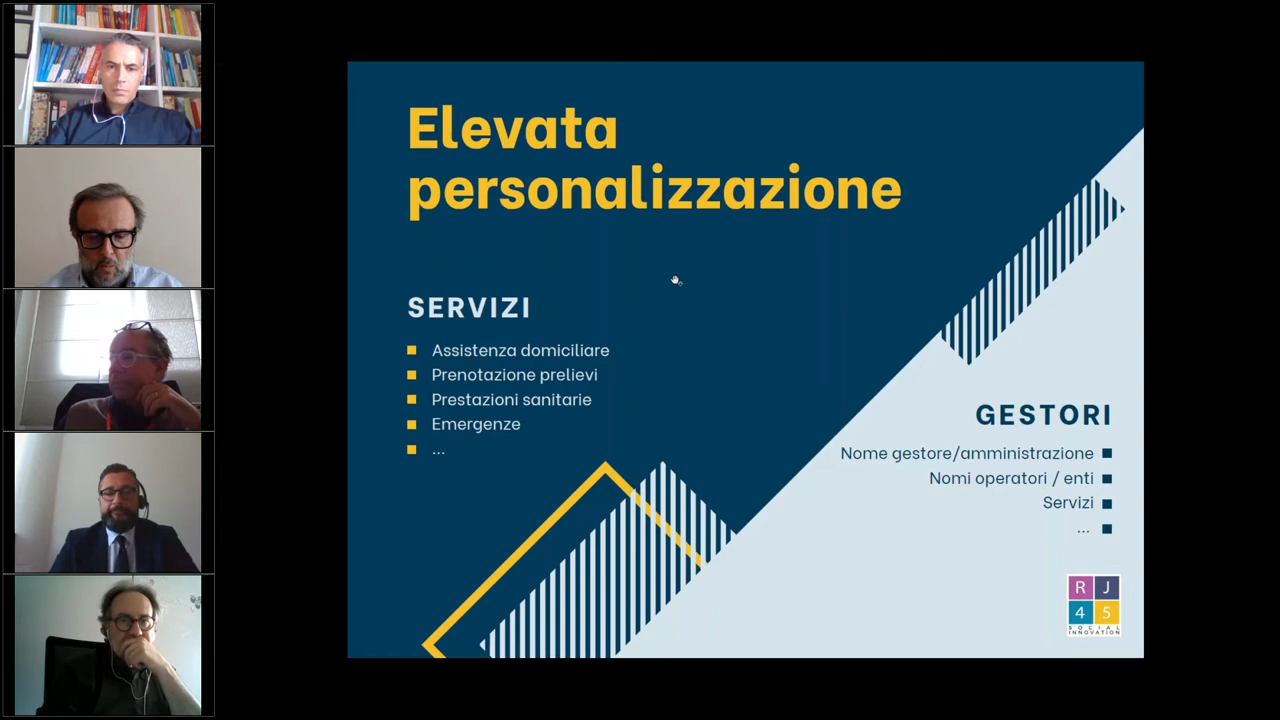 Elevata
personalizzazione
SERVIZI
Assistenza domiciliare
Prenotazione prelievi
Prestazioni sanitarie
Emergenze
...
GESTORI
Nome gestore/amministrazione
Nomi operatori / enti
Servizi
...
R J
4 5
SOCIAL
INNOVATION